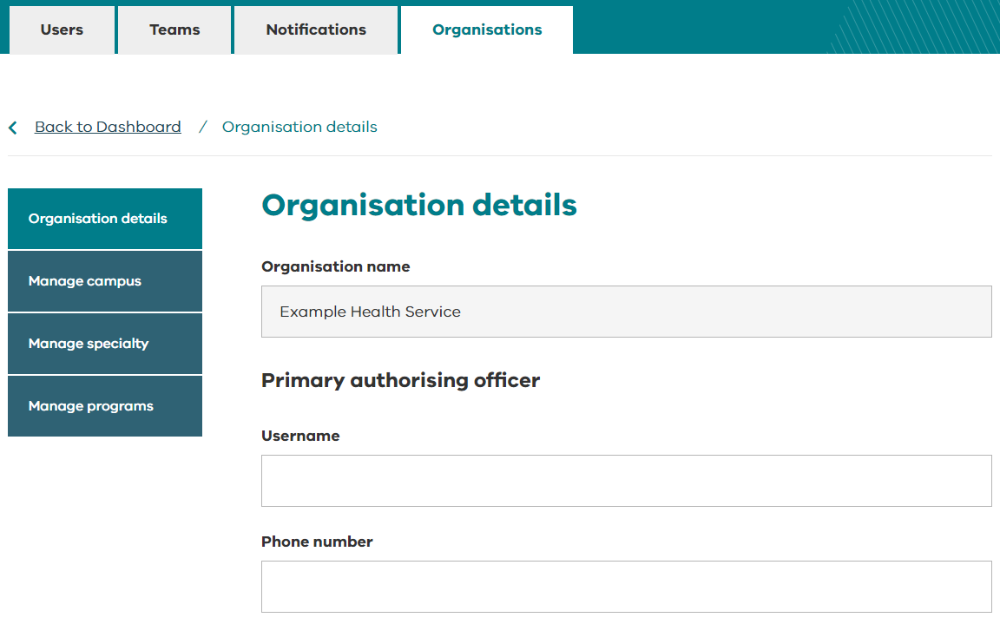 Users Teams Notifications Organisations
Back to Dashboard / Organisation details
Organisation details
Manage campus
Manage specialty
Manage programs
Organisation details
Organisation name
Example Health Service
Primary authorising officer
Username
Phone number